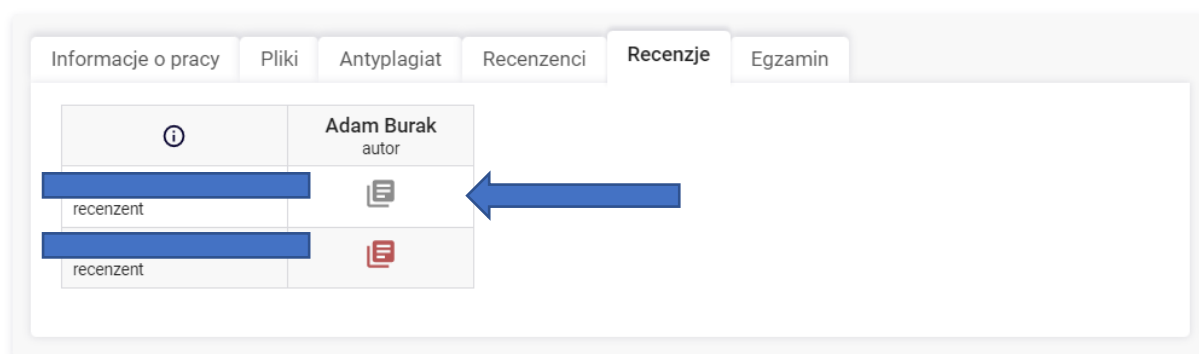 Informacje o pracy Pliki Antyplagiat Recenzenci Recenzje Egzamin
Adam Burak
autor
recenzent
recenzent